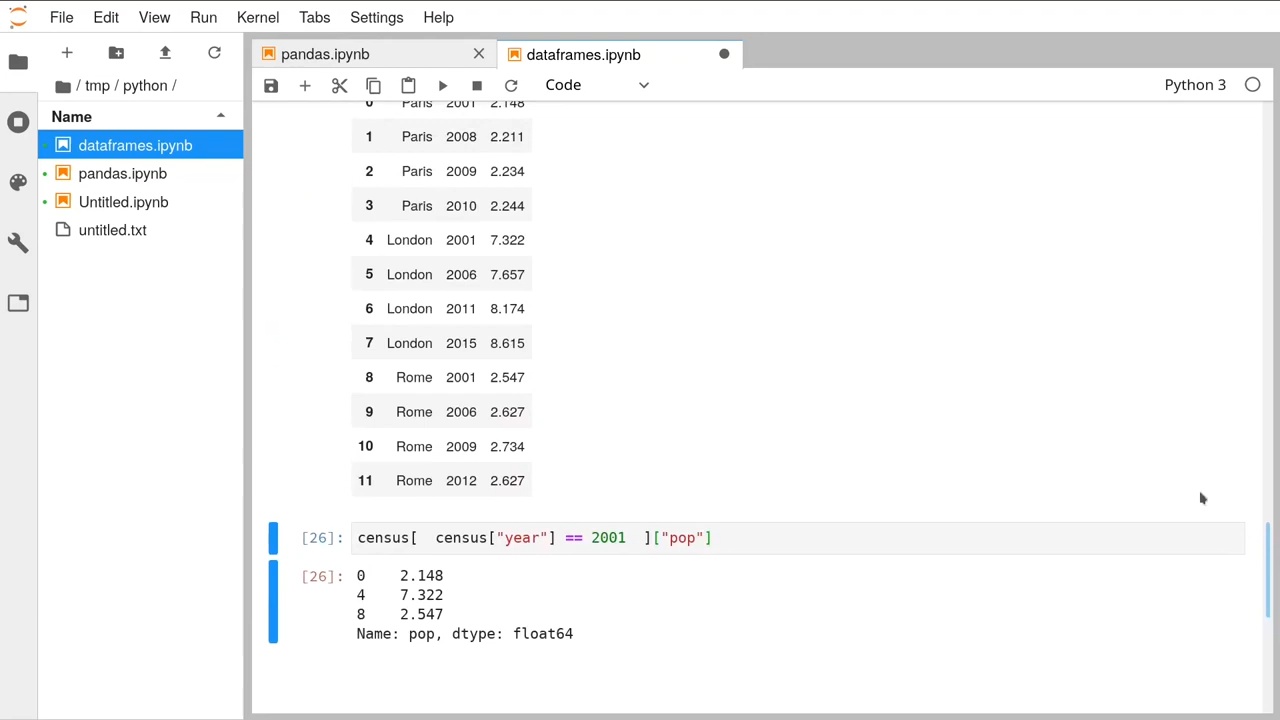 File Edit View Run Kernel Tabs Settings Help
/ tmp / python /
Name
dataframes.ipynb
pandas.ipynb
Untitled.ipynb
untitled.txt
pandas.ipynb dataframes.ipynb
Code Python 3
0 Paris 2001 2.148
1 Paris 2008 2.211
2 Paris 2009 2.234
3 Paris 2010 2.244
4 London 2001 7.322
5 London 2006 7.657
6 London 2011 8.174
7 London 2015 8.615
8 Rome 2001 2.547
9 Rome 2006 2.627
10 Rome 2009 2.734
11 Rome 2012 2.627
[26]: census[  census["year"] == 2001  ]["pop"]
[26]: 0    2.148
4    7.322
8    2.547
Name: pop, dtype: float64